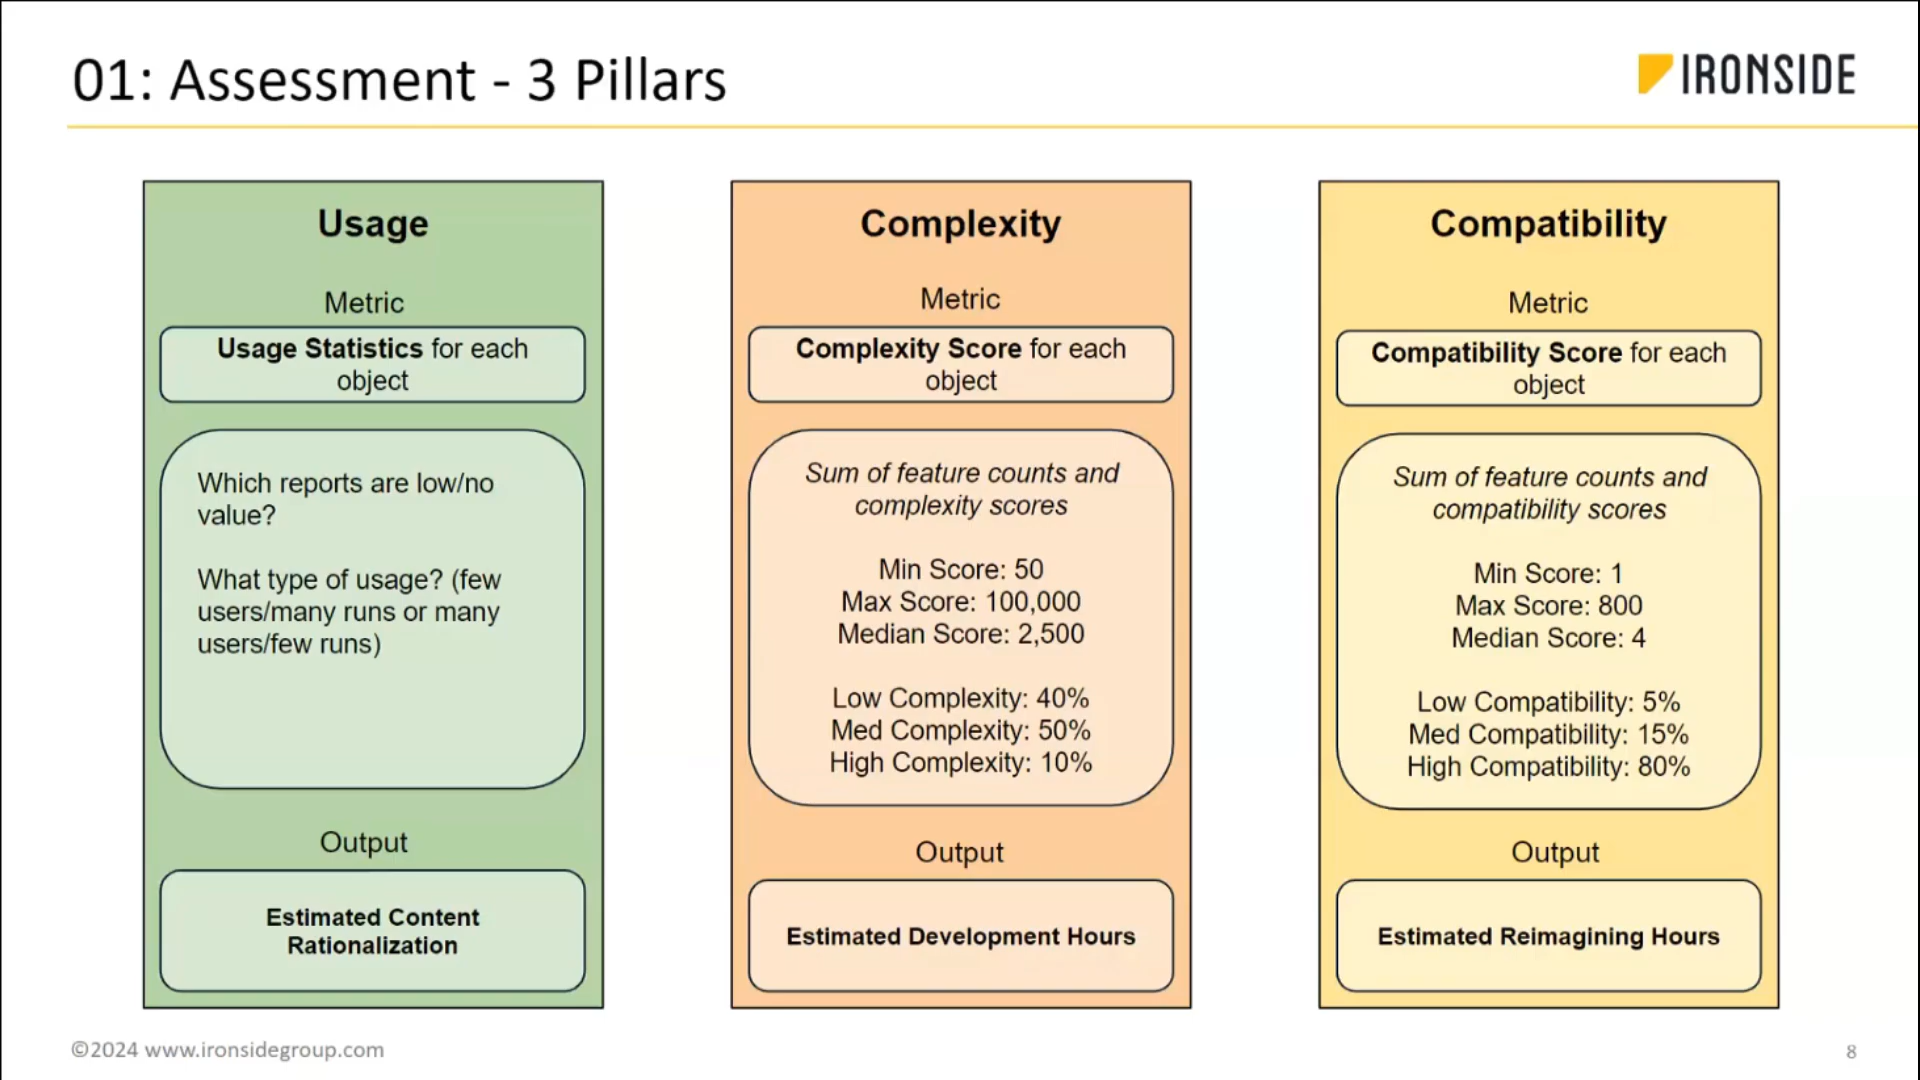 01: Assessment - 3 Pillars
IRONSIDE
Usage
Metric
Usage Statistics for each
object
Which reports are low/no
value?
What type of usage? (few
users/many runs or many
users/few runs)
Output
Estimated Content
Rationalization
Complexity
Metric
Complexity Score for each
object
Sum of feature counts and
complexity scores
Min Score: 50
Max Score: 100,000
Median Score: 2,500
Low Complexity: 40%
Med Complexity: 50%
High Complexity: 10%
Output
Estimated Development Hours
Compatibility
Metric
Compatibility Score for each
object
Sum of feature counts and
compatibility scores
Min Score: 1
Max Score: 800
Median Score: 4
Low Compatibility: 5%
Med Compatibility: 15%
High Compatibility: 80%
Output
Estimated Reimagining Hours
©2024 www.ironsidegroup.com
8